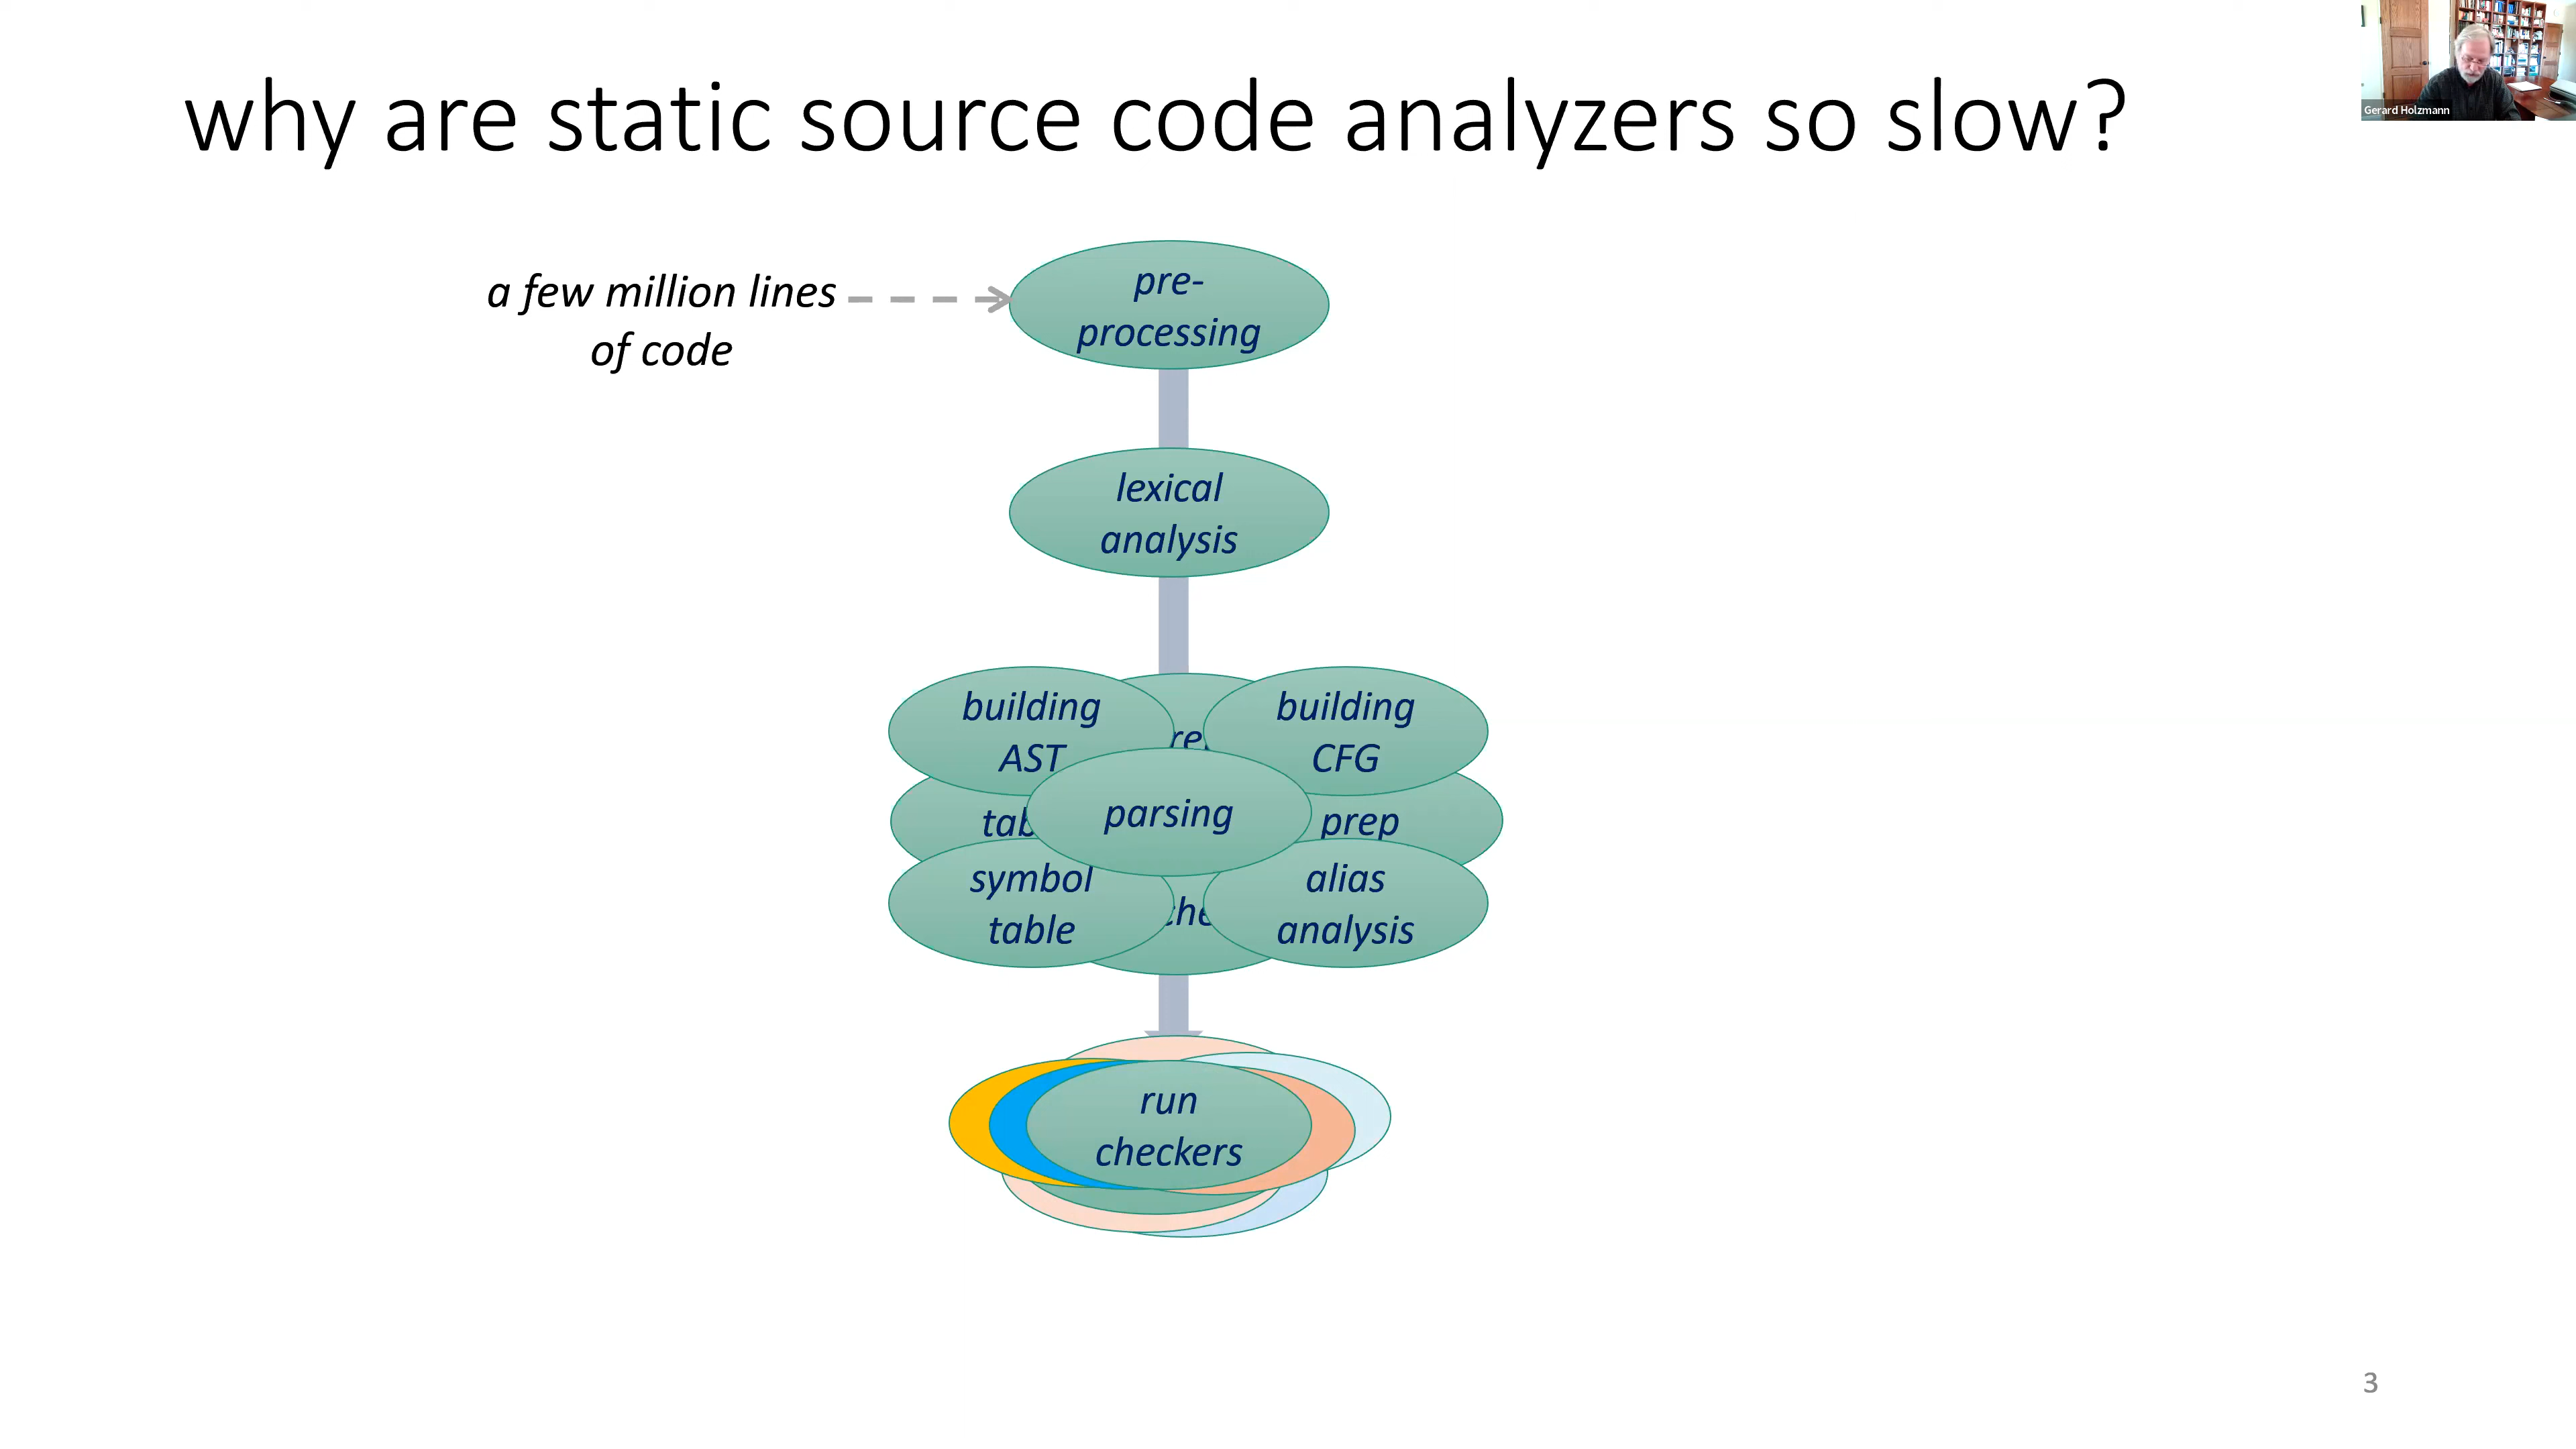 why are static source code analyzers so slow?
Gerard Holzmann
a few million lines
of code
pre-
processing
lexical
analysis
building
AST
building
CFG
parsing
prep
symbol
table
alias
analysis
run
checkers
3